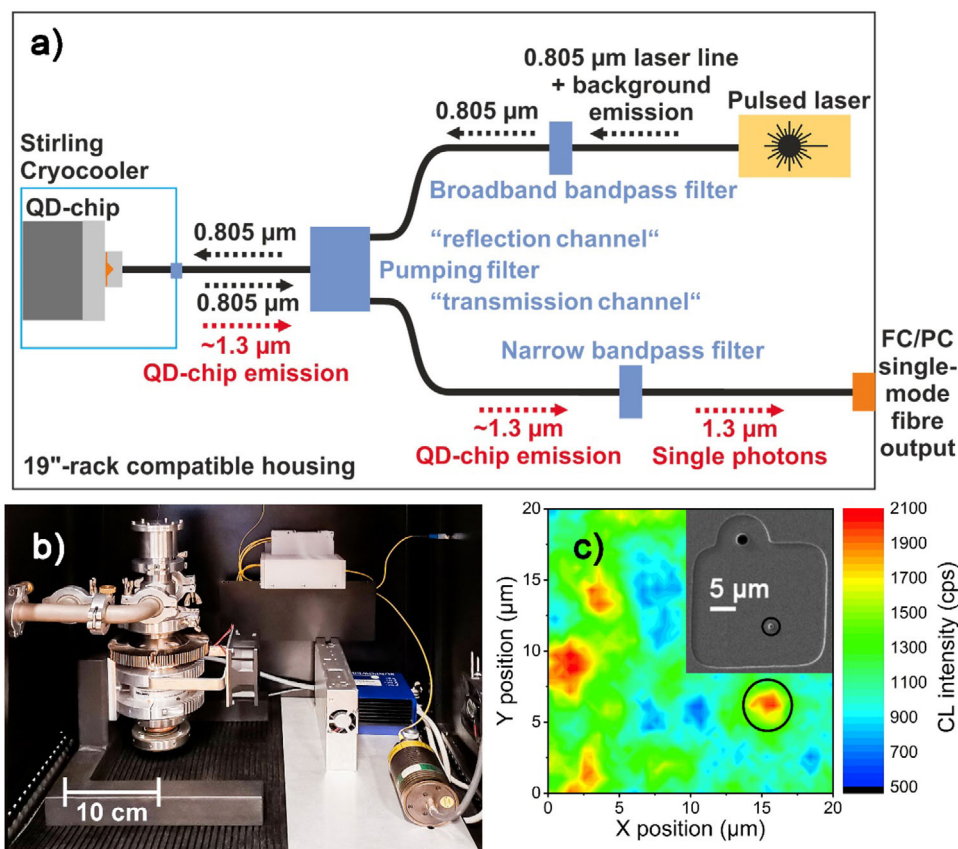 a)
0.805 µm laser line
+ background
emission
Pulsed laser
0.805 µm
Stirling
Cryocooler
QD-chip
Broadband bandpass filter
0.805 µm
"reflection channel"
Pumping filter
"transmission channel"
0.805 µm
~1.3 µm
QD-chip emission
Narrow bandpass filter
FC/PC
single-
mode
fibre
output
~1.3 µm
QD-chip emission
1.3 µm
Single photons
19"-rack compatible housing
b)
10 cm
c)
5 µm
Y position (µm)
20
15
10
5
0
0
5
10
15
20
X position (µm)
2100
1900
1700
1500
1300
1100
900
700
500
CL intensity (cps)